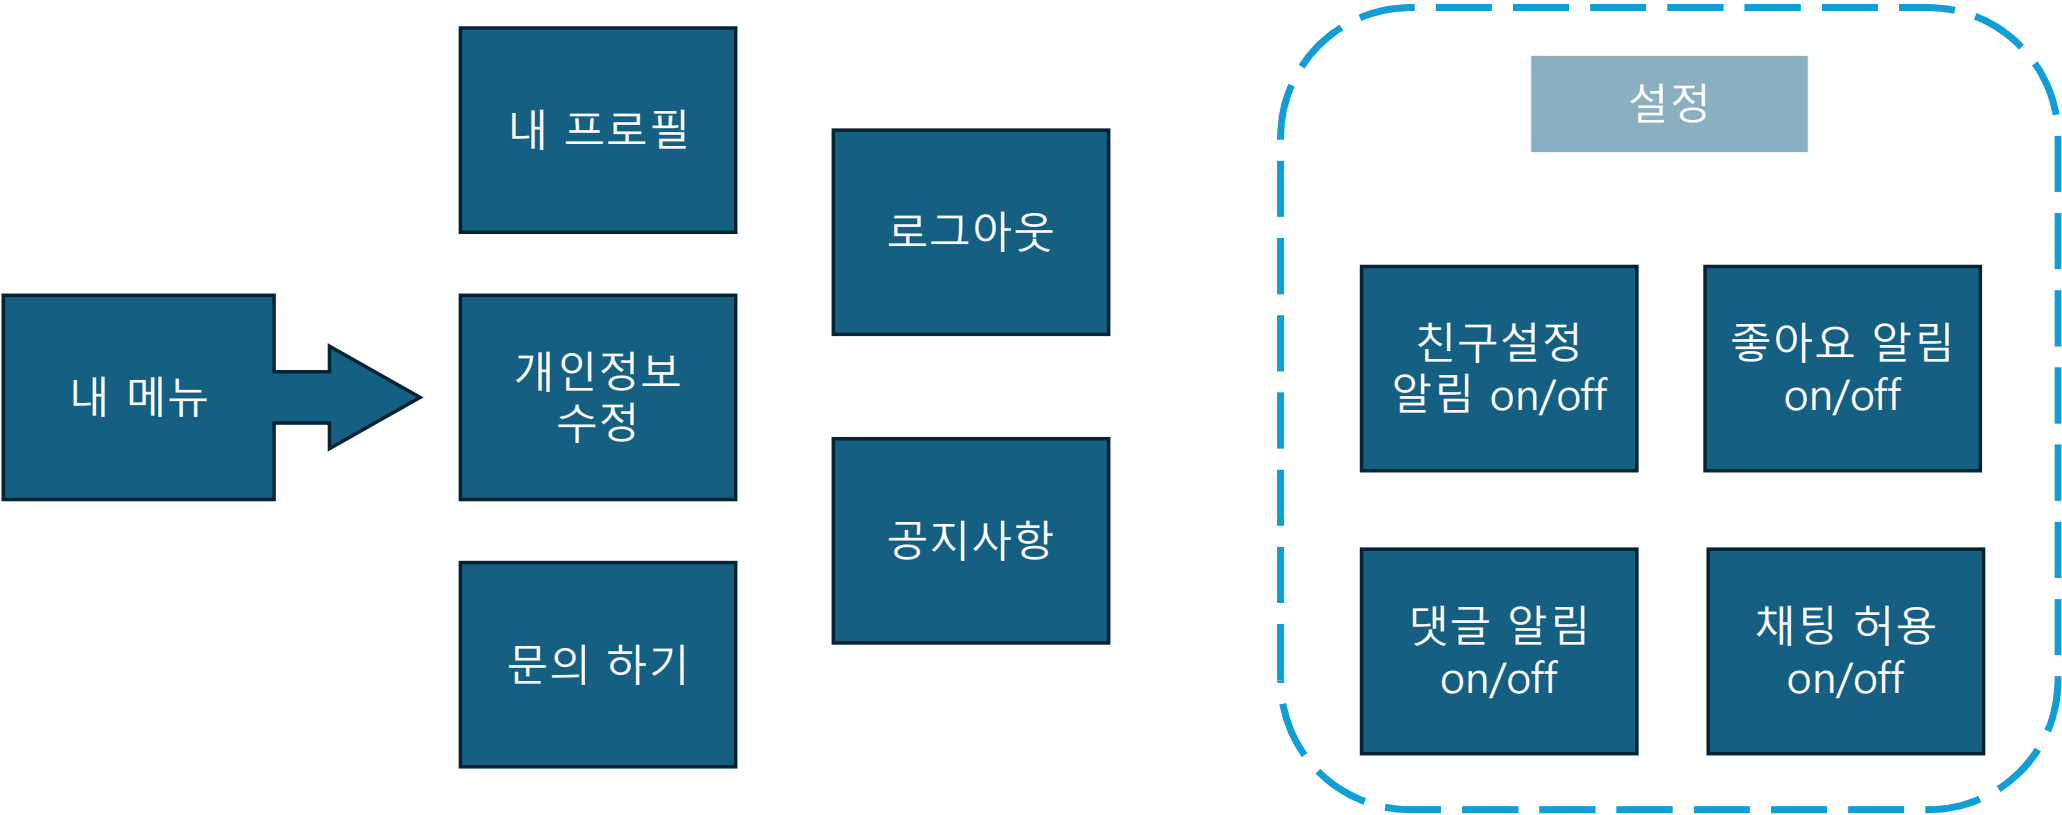 내 메뉴
내 프로필
개인정보
수정
문의 하기
로그아웃
공지사항
설정
친구설정
알림 on/off
좋아요 알림
on/off
댓글 알림
on/off
채팅 허용
on/off